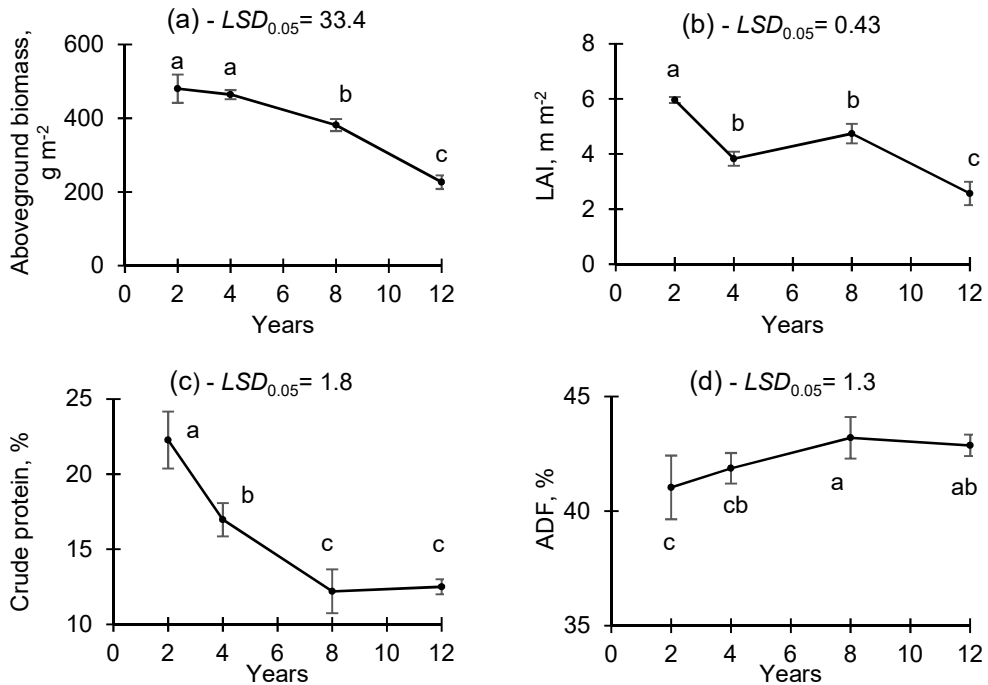 (a) - LSD0.05= 33.4
Aboveground biomass,
g m-2
600
400
200
0
a
a
b
c
0 2 4 6 8 10 12
Years
(b) - LSD0.05= 0.43
LAI, m m-2
8
6
4
2
0
a
b
b
c
0 2 4 6 8 10 12
Years
(c) - LSD0.05= 1.8
Crude protein, %
25
20
15
10
a
b
c
c
0 2 4 6 8 10 12
Years
(d) - LSD0.05= 1.3
ADF, %
45
40
35
c
cb
a
ab
0 2 4 6 8 10 12
Years